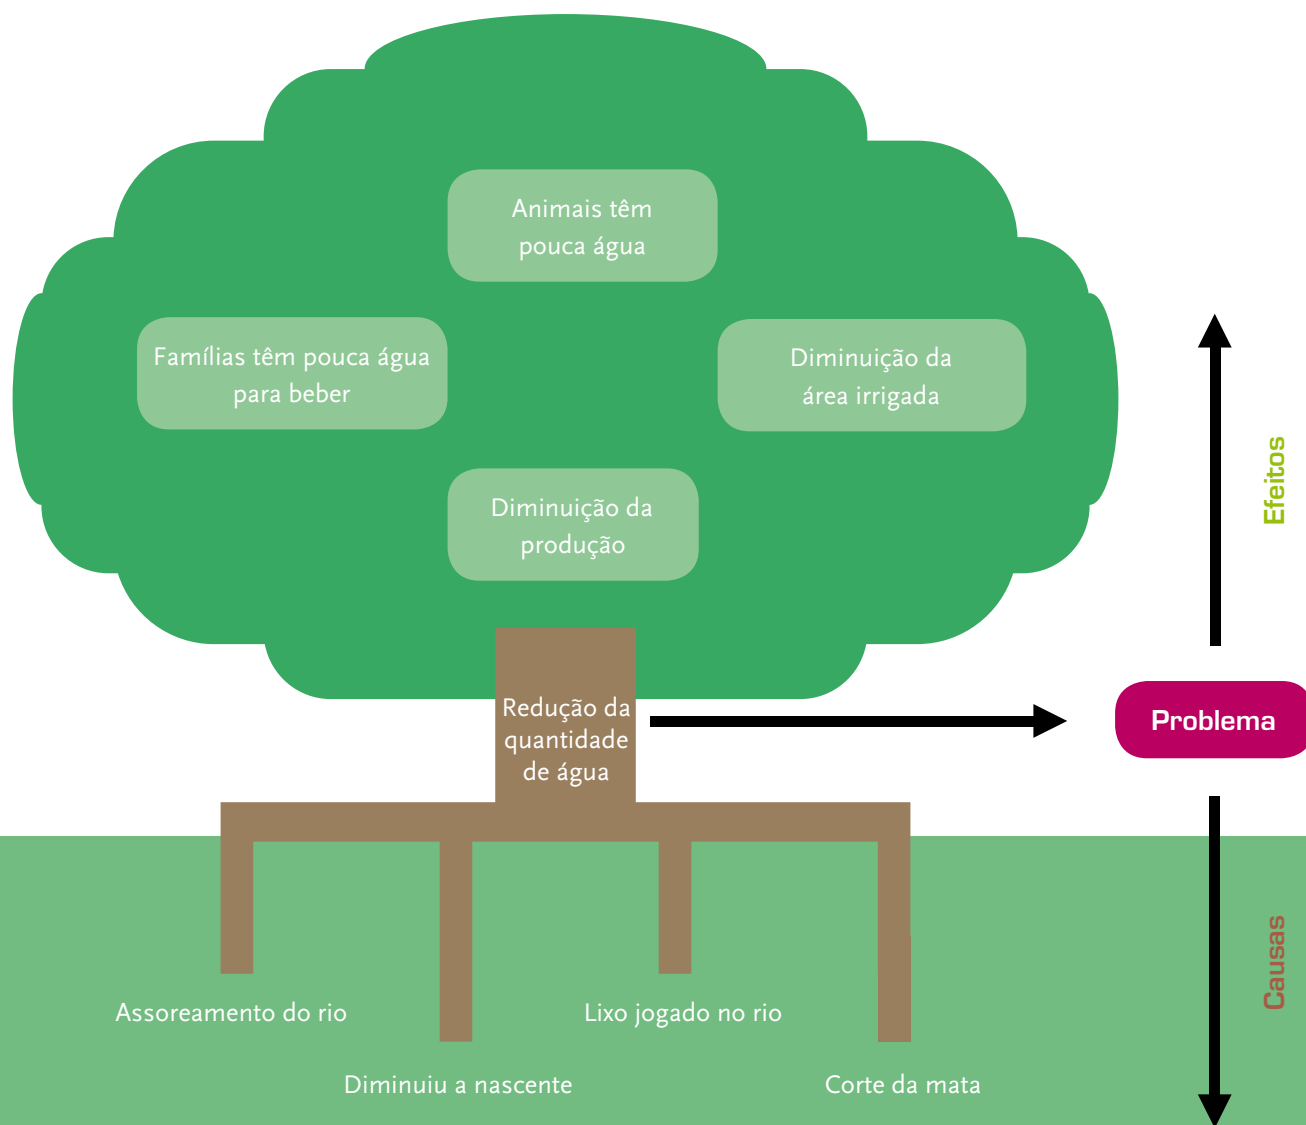 Animais têm
pouca água
Famílias têm pouca água
para beber
Diminuição da
área irrigada
Diminuição da
produção
Efeitos
Redução da
quantidade
de água
Problema
Causas
Assoreamento do rio
Lixo jogado no rio
Diminuiu a nascente
Corte da mata